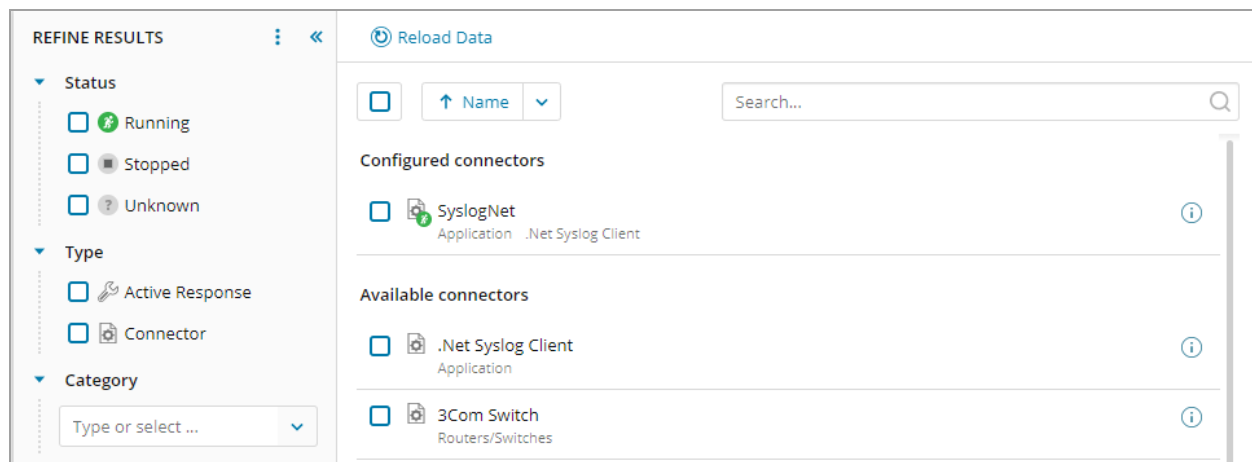 REFINE RESULTS
Status
Running
Stopped
Unknown
Type
Active Response
Connector
Category
Type or select ...
Reload Data
Name
Search...
Configured connectors
SyslogNet
Application .Net Syslog Client
Available connectors
.Net Syslog Client
Application
3Com Switch
Routers/Switches